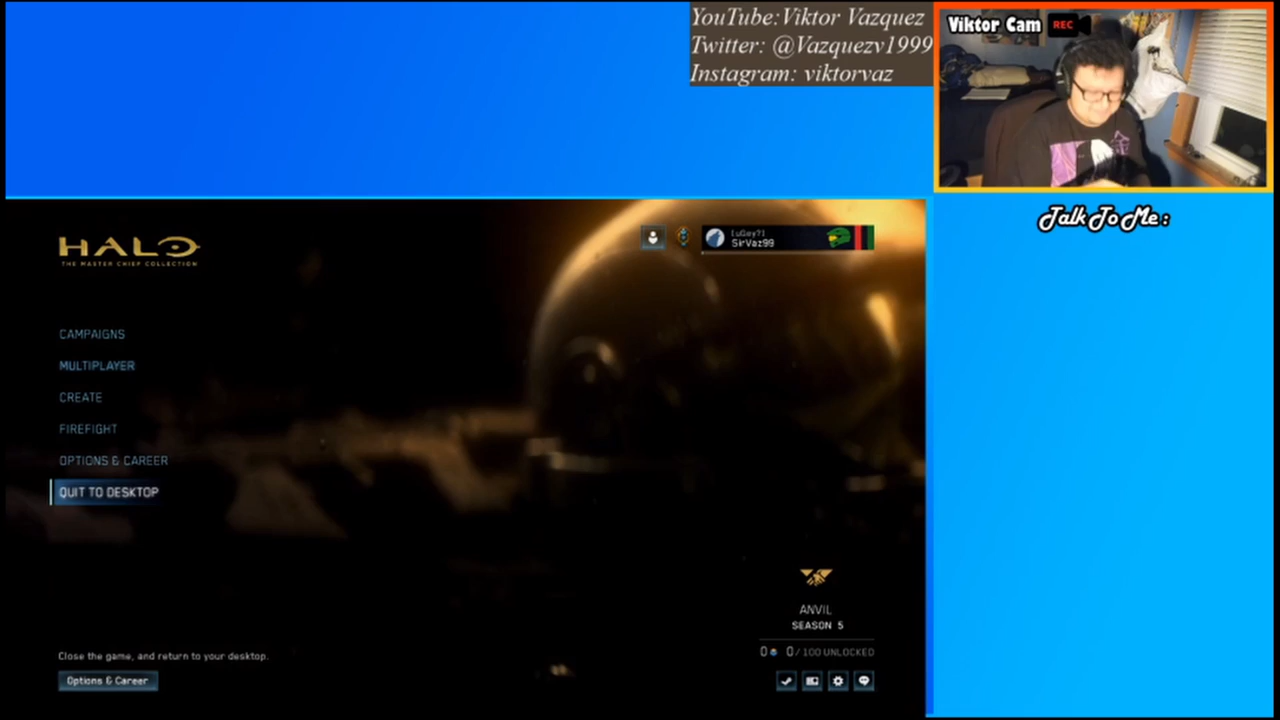 YouTube:Viktor Vazquez
Twitter: @Vazquezv1999
Instagram: viktorvaz
Viktor Cam REC
Talk To Me :
HALO
THE MASTER CHIEF COLLECTION
[uGoy?]
SirVaz99
CAMPAIGNS
MULTIPLAYER
CREATE
FIREFIGHT
OPTIONS & CAREER
QUIT TO DESKTOP
ANVIL
SEASON 5
0 0/100 UNLOCKED
Close the game, and return to your desktop.
Options & Career